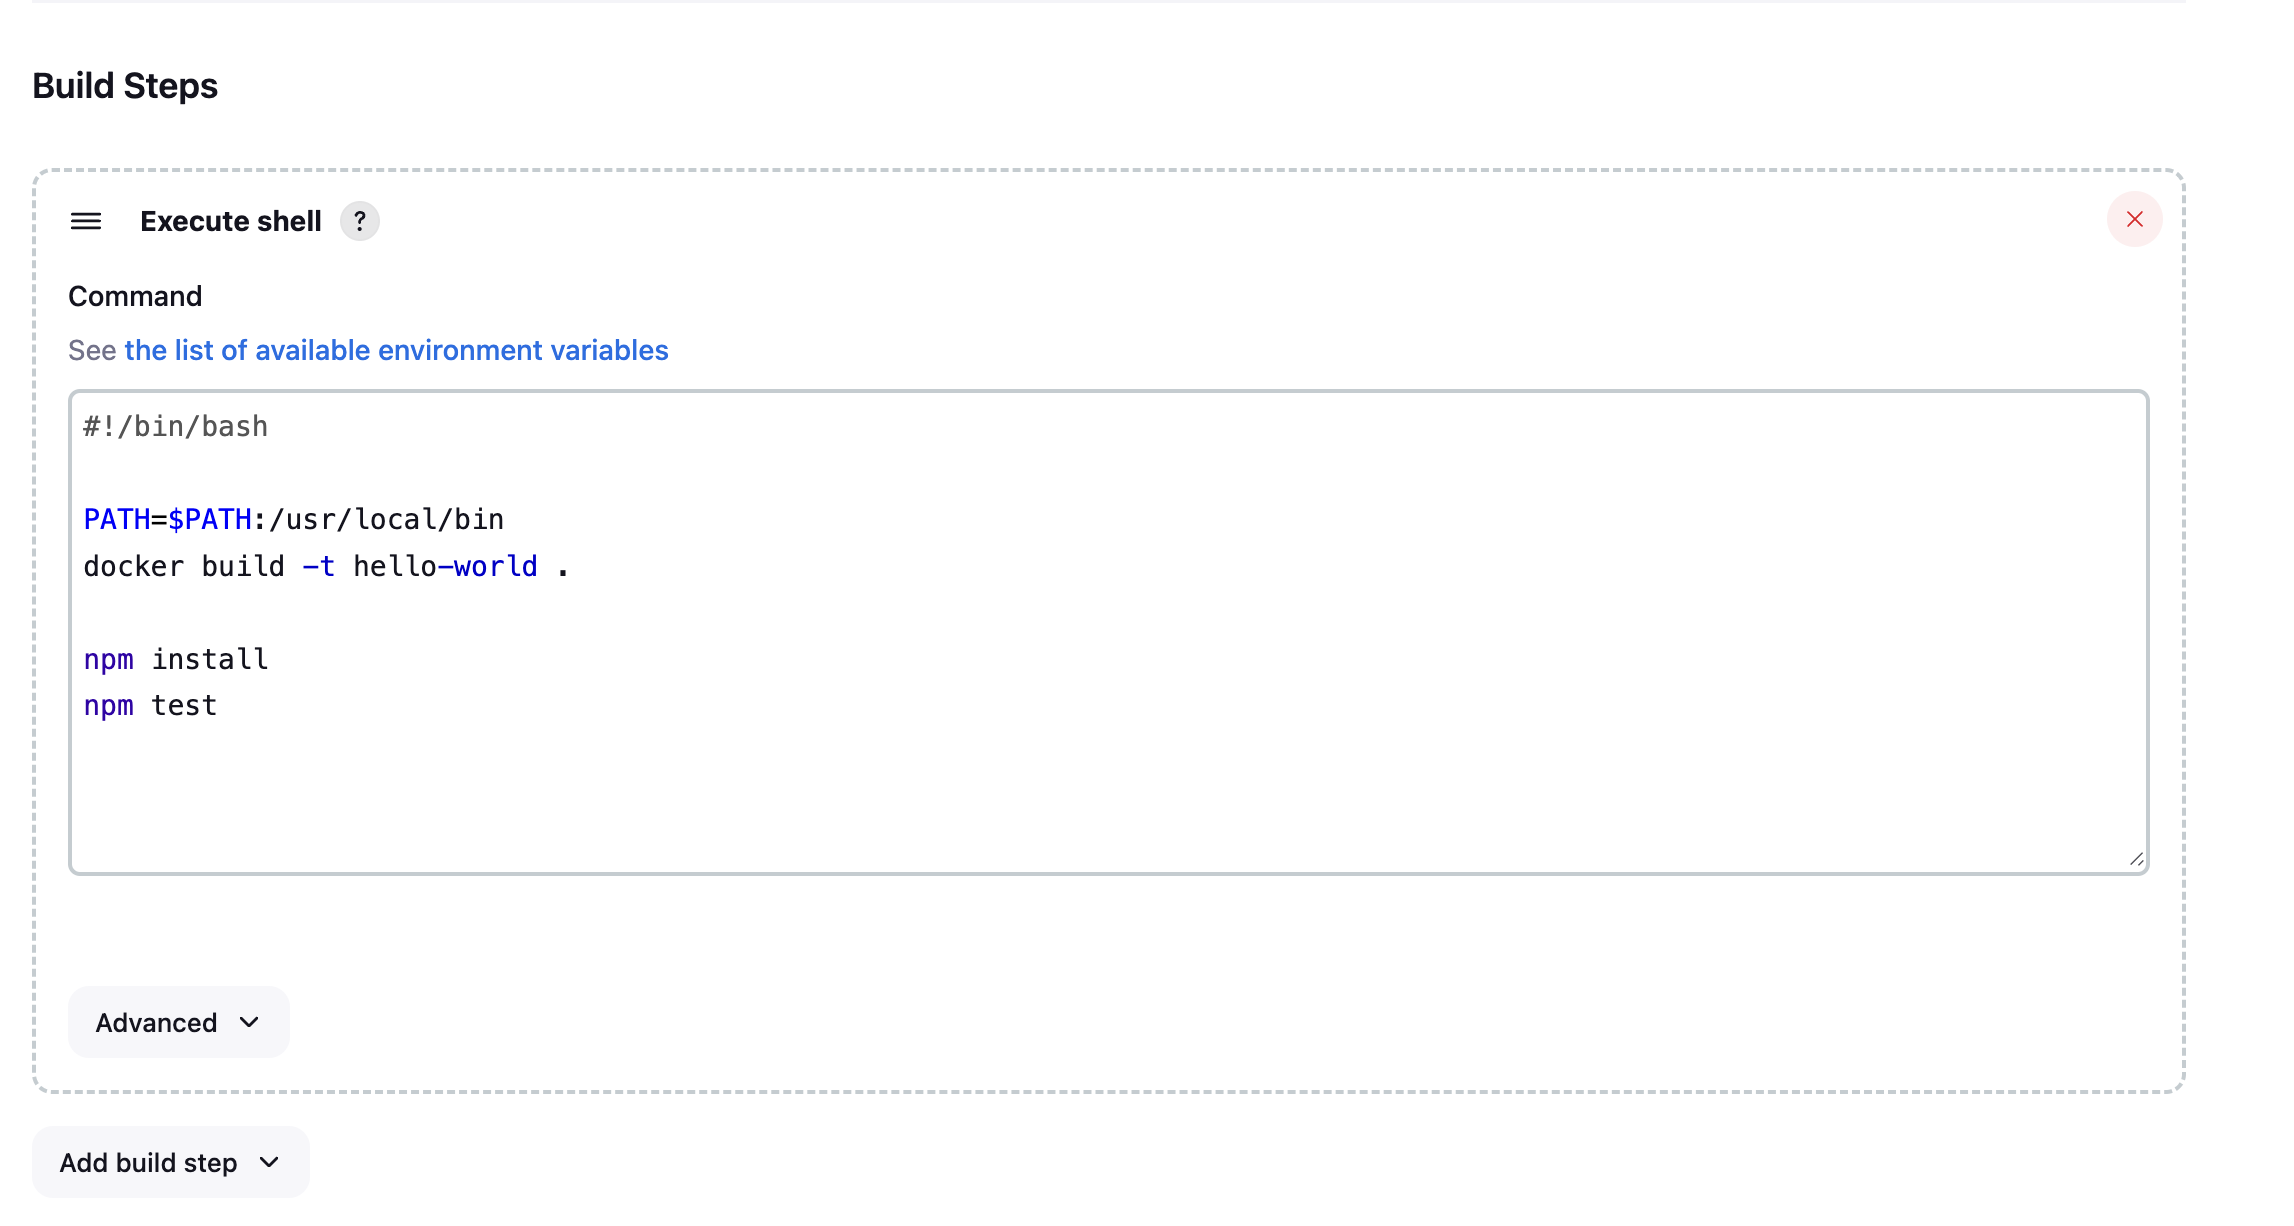 Build Steps
Execute shell ?
Command
See the list of available environment variables
#!/bin/bash
PATH=$PATH:/usr/local/bin
docker build -t hello-world .
npm install
npm test
Advanced
Add build step